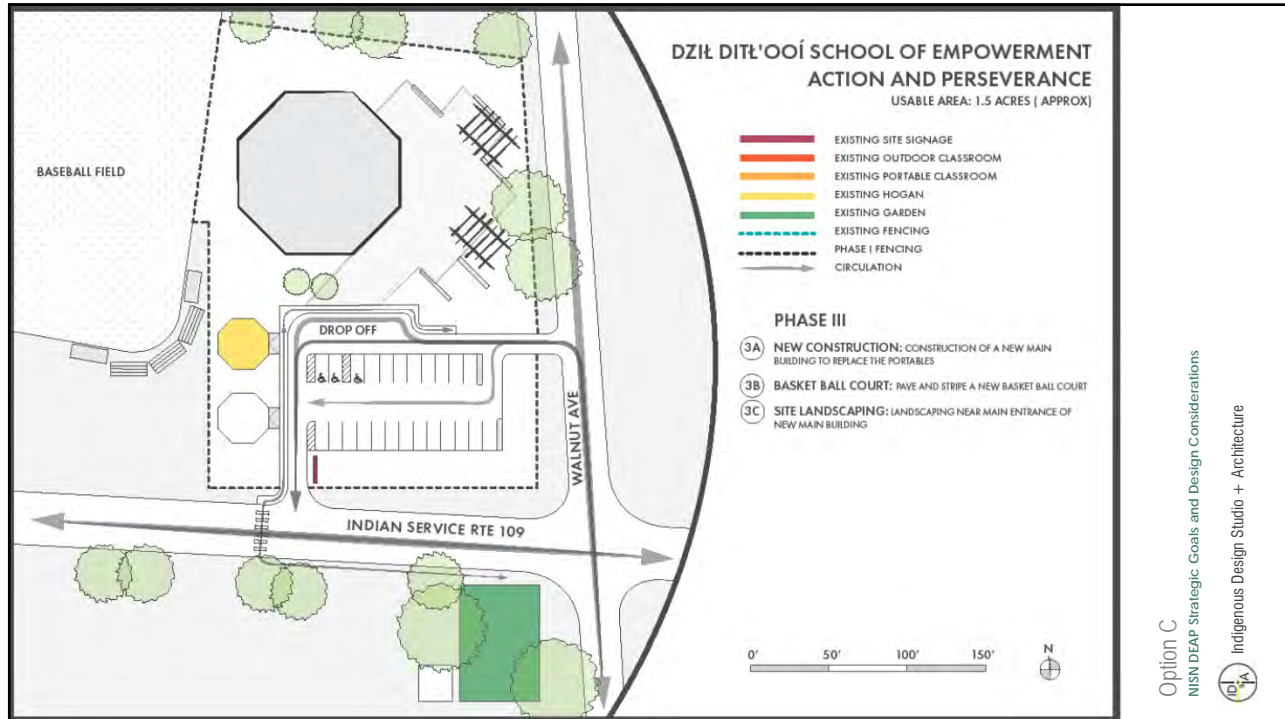 DZIŁ DITŁ'OOÍ SCHOOL OF EMPOWERMENT
ACTION AND PERSEVERANCE
USABLE AREA: 1.5 ACRES ( APPROX)
EXISTING SITE SIGNAGE
EXISTING OUTDOOR CLASSROOM
EXISTING PORTABLE CLASSROOM
EXISTING HOGAN
EXISTING GARDEN
EXISTING FENCING
PHASE I FENCING
CIRCULATION
PHASE III
3A NEW CONSTRUCTION: CONSTRUCTION OF A NEW MAIN
BUILDING TO REPLACE THE PORTABLES
3B BASKET BALL COURT: PAVE AND STRIPE A NEW BASKET BALL COURT
3C SITE LANDSCAPING: LANDSCAPING NEAR MAIN ENTRANCE OF
NEW MAIN BUILDING
BASEBALL FIELD
DROP OFF
WALNUT AVE
INDIAN SERVICE RTE 109
0' 50' 100' 150'
N
Option C
NISN DEAP Strategic Goals and Design Considerations
IDsA
Indigenous Design Studio + Architecture